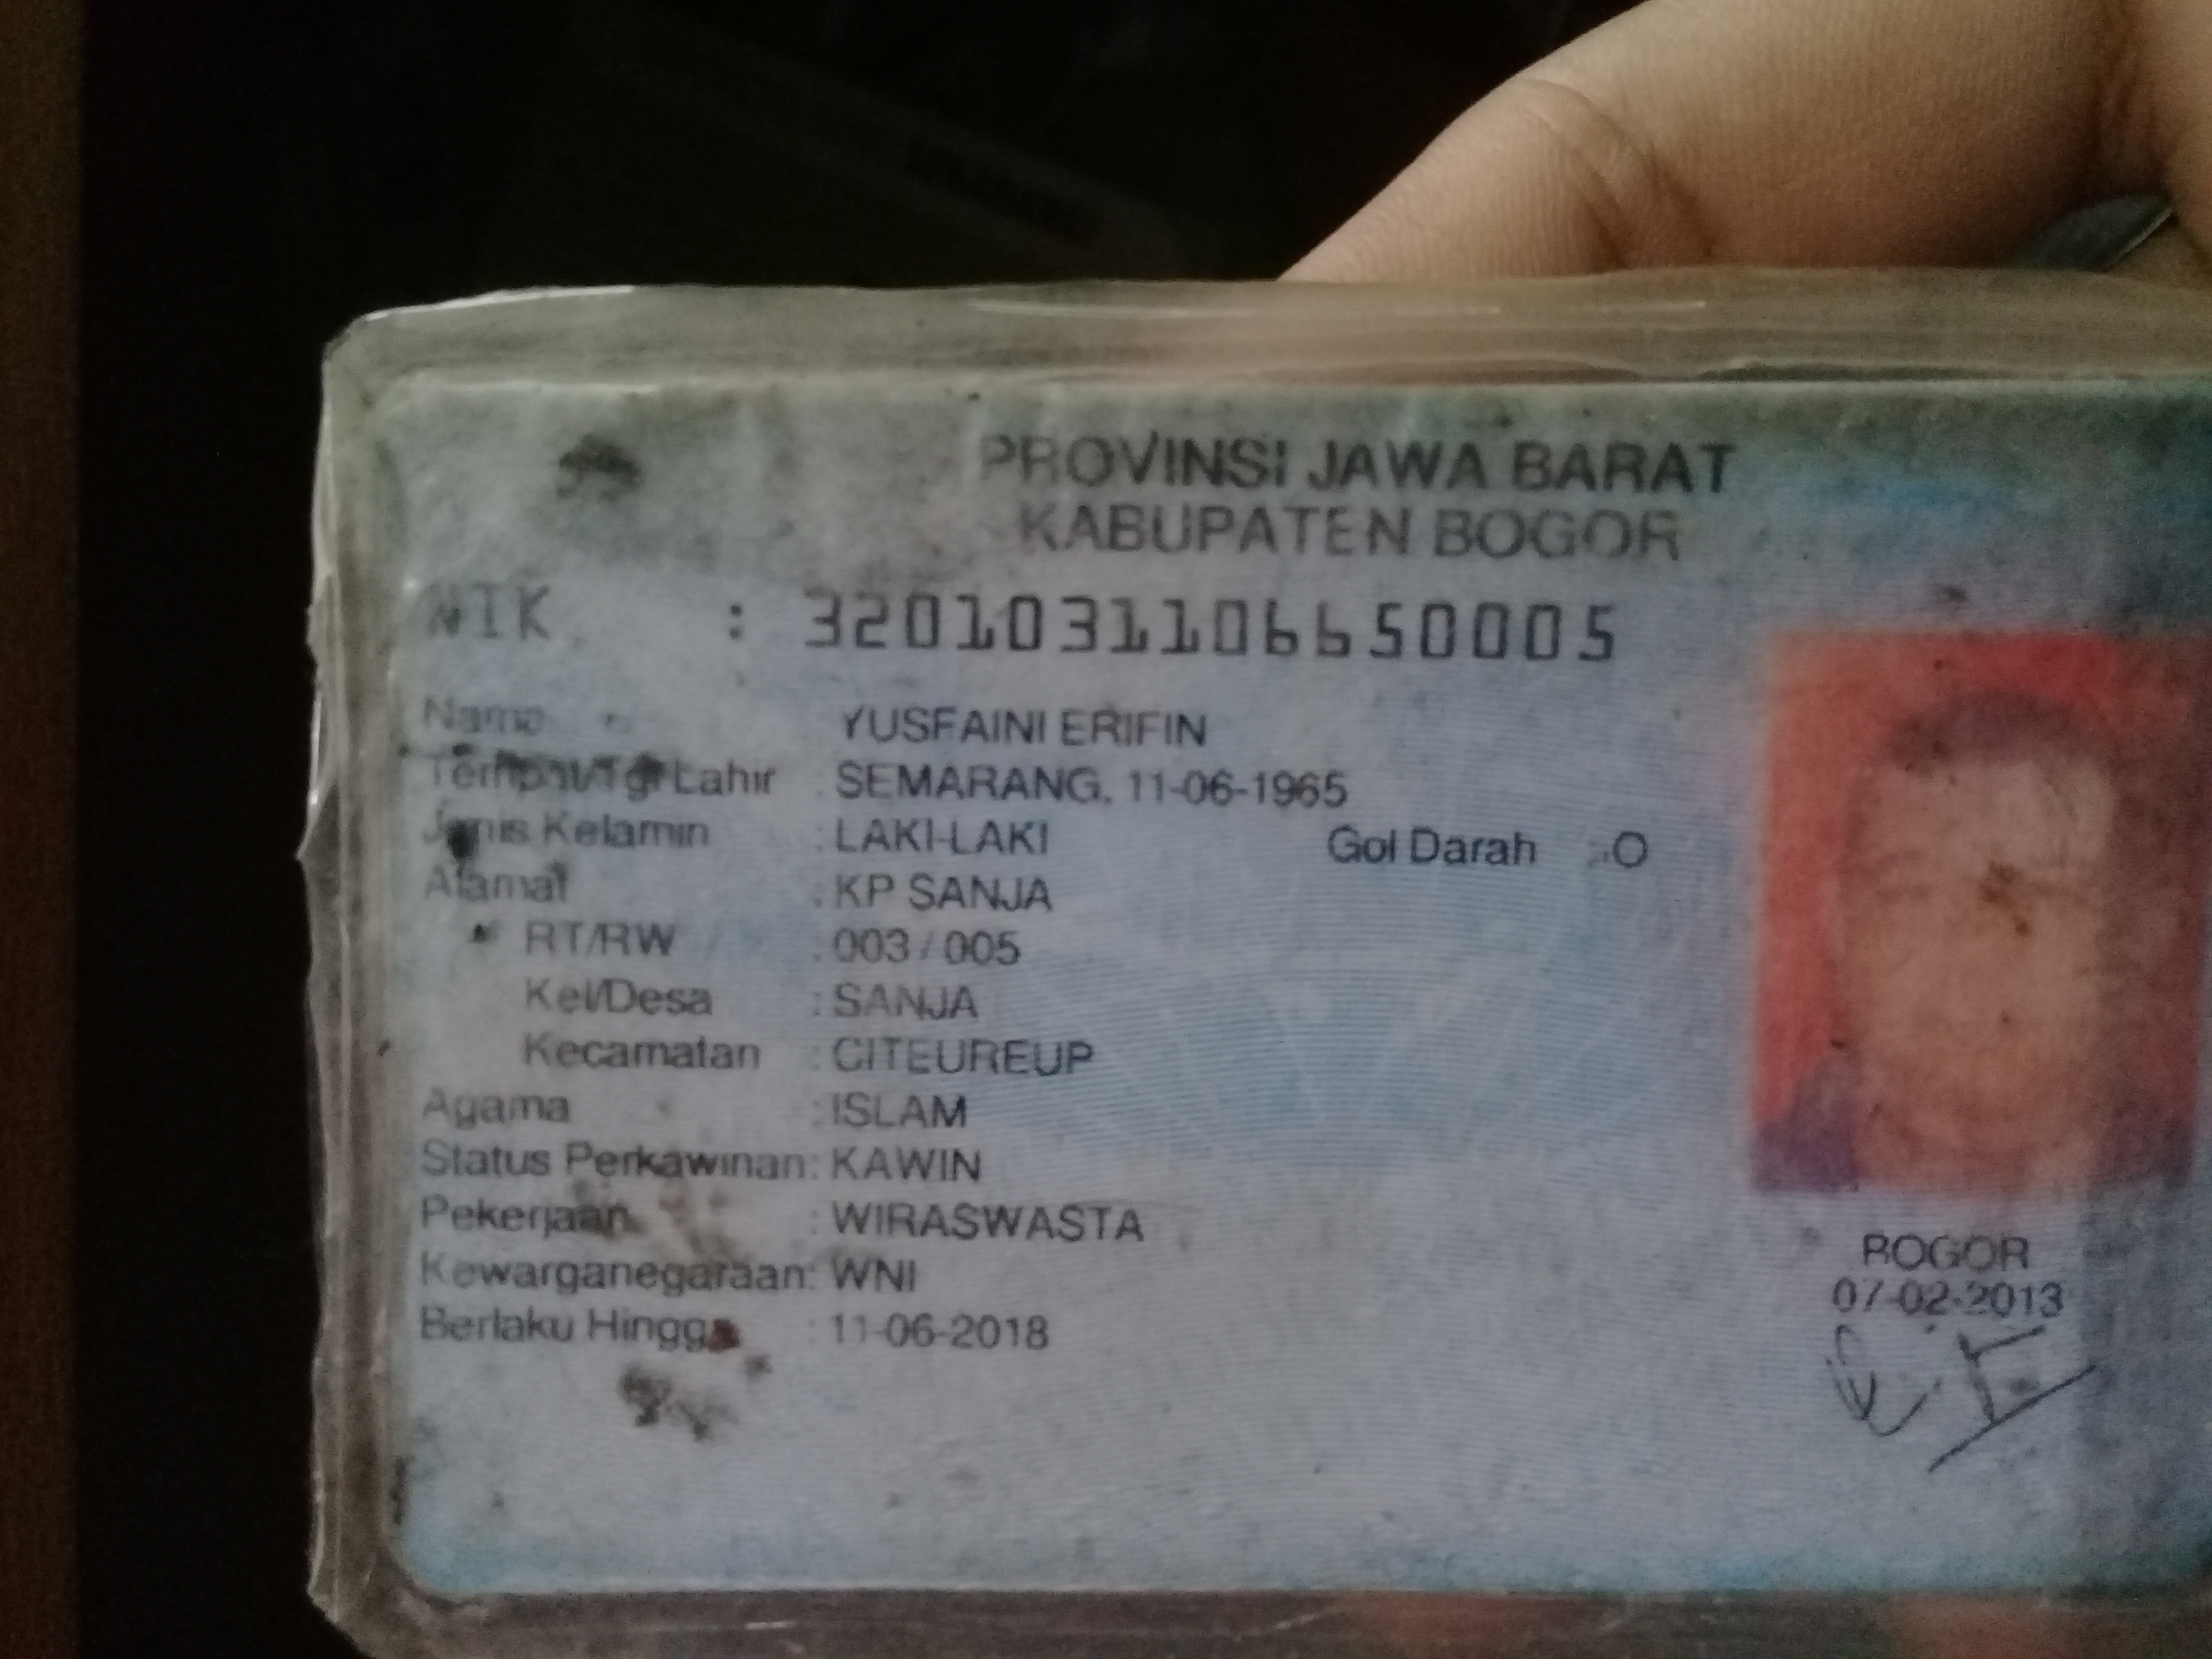 PROVINSI JAWA BARAT
KABUPATEN BOGOR
NIK : 3201031106650005
Nama YUSFAINI ERIFIN
Tempat/Tgl Lahir : SEMARANG, 11-06-1965
Jenis Kelamin : LAKI-LAKI Gol Darah : O
Alamat : KP SANJA
RT/RW : 003 / 005
Kel/Desa : SANJA
Kecamatan : CITEUREUP
Agama : ISLAM
Status Perkawinan: KAWIN
Pekerjaan : WIRASWASTA
Kewarganegaraan: WNI
Berlaku Hingga : 11-06-2018
BOGOR
07-02-2013